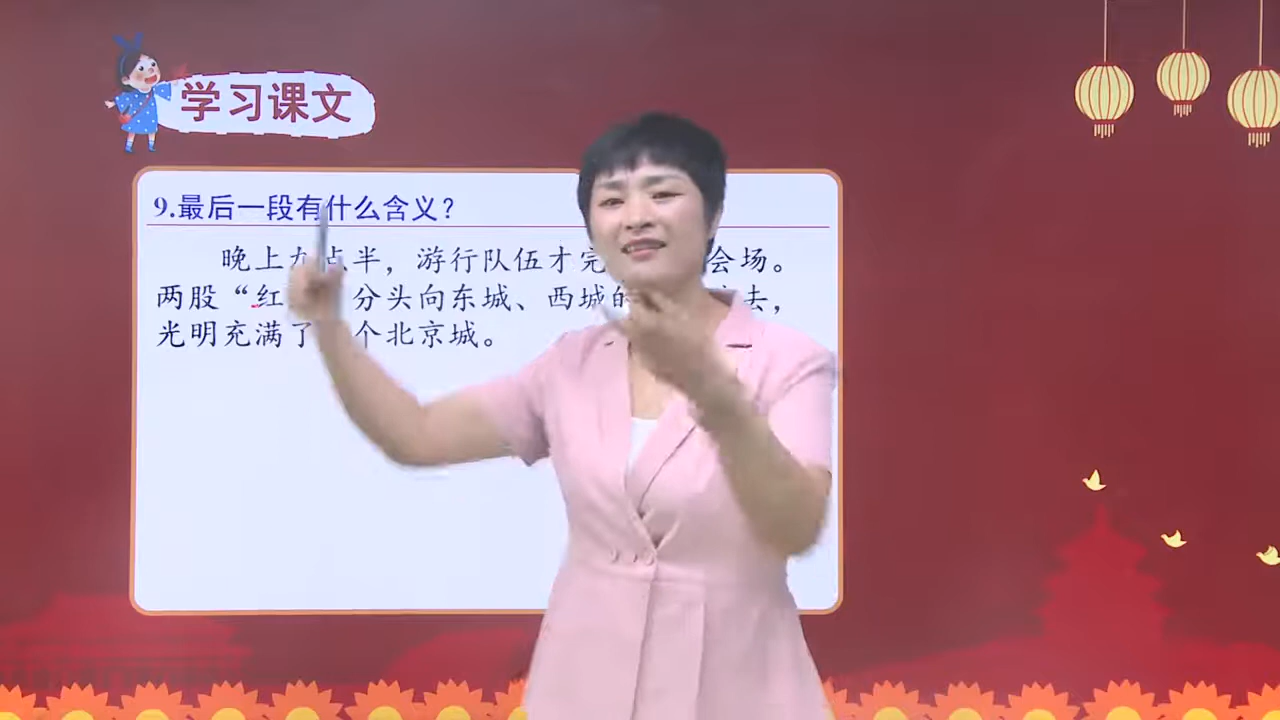 学习课文
9.最后一段有什么含义？
晚上九点半，游行队伍才完会场。
两股“红分头向东城、西城的去，
光明充满了个北京城。